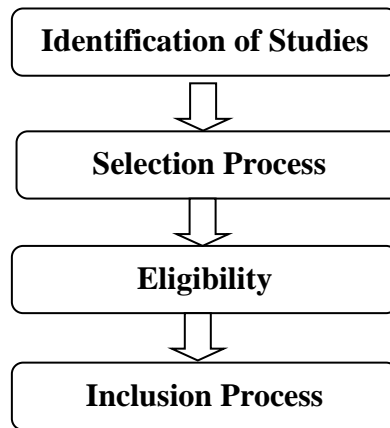 Identification of Studies
Selection Process
Eligibility
Inclusion Process